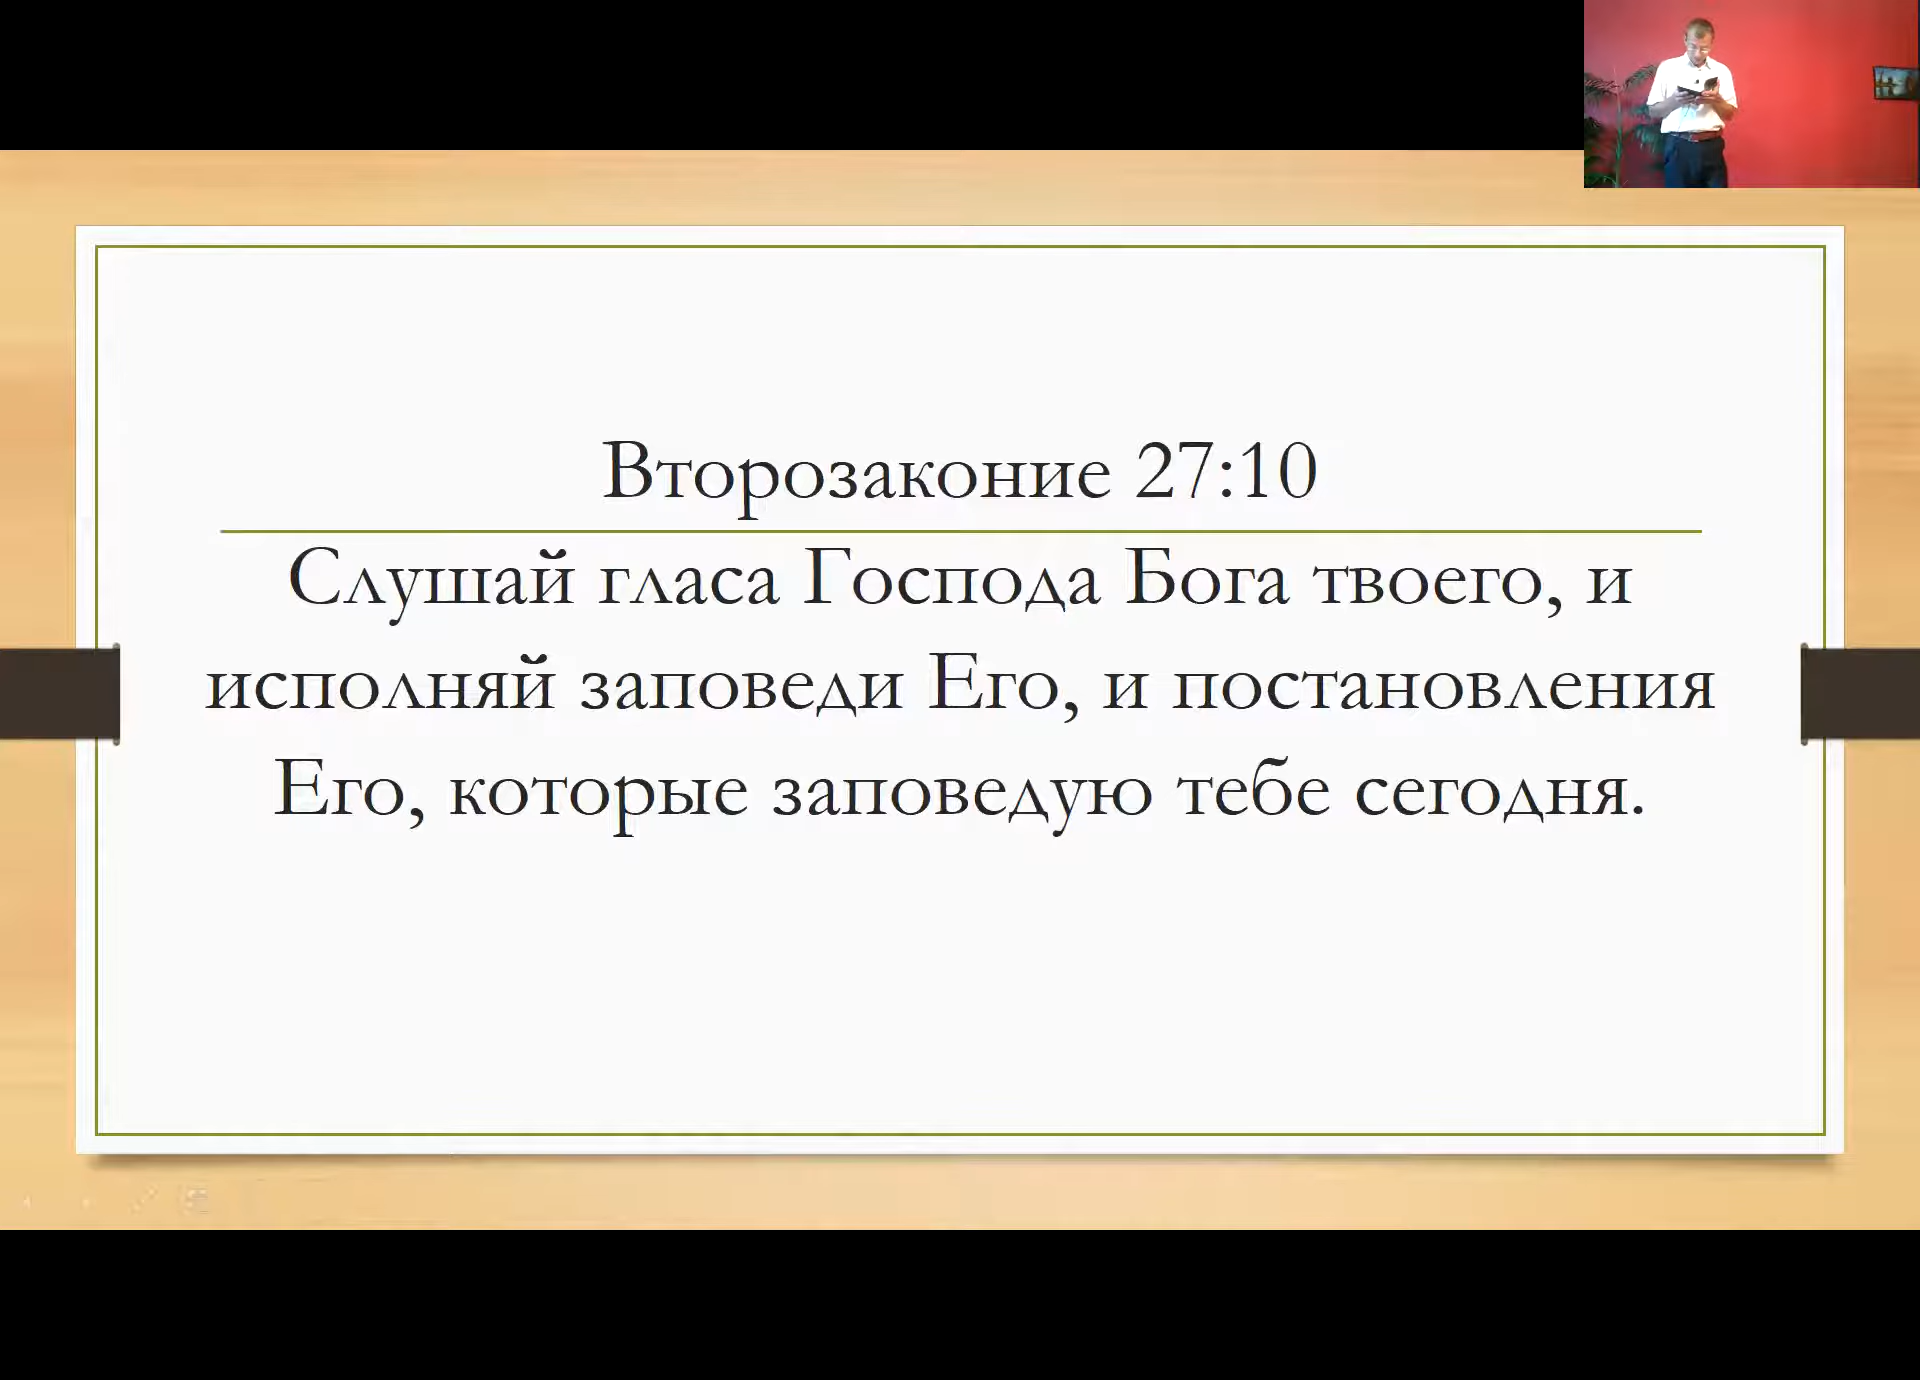 Второзаконие 27:10
Слушай гласа Господа Бога твоего, и
исполняй заповеди Его, и постановления
Его, которые заповедую тебе сегодня.